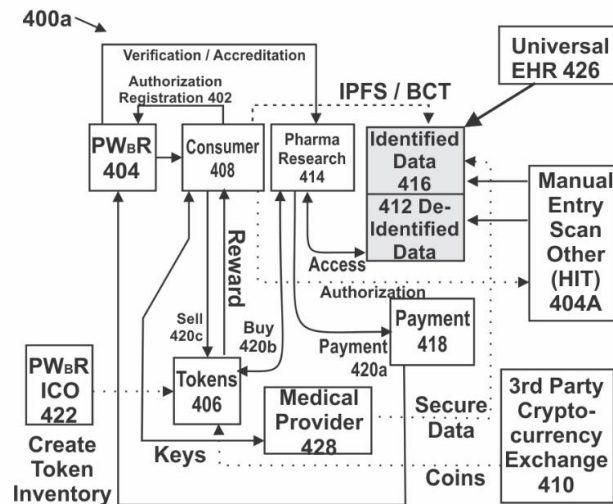 400a
Verification / Accreditation
Authorization
Registration 402
IPFS / BCT
Universal
EHR 426
PWBR
404
Consumer
408
Pharma
Research
414
Identified
Data
416
412 De-
Identified
Data
Manual
Entry
Scan
Other
(HIT)
404A
Access
Authorization
Reward
Sell
420c
Buy
420b
Payment
420a
Payment
418
PWBR
ICO
422
Tokens
406
Medical
Provider
428
Secure
Data
3rd Party
Crypto-
currency
Exchange
410
Create
Token
Inventory
Keys
Coins